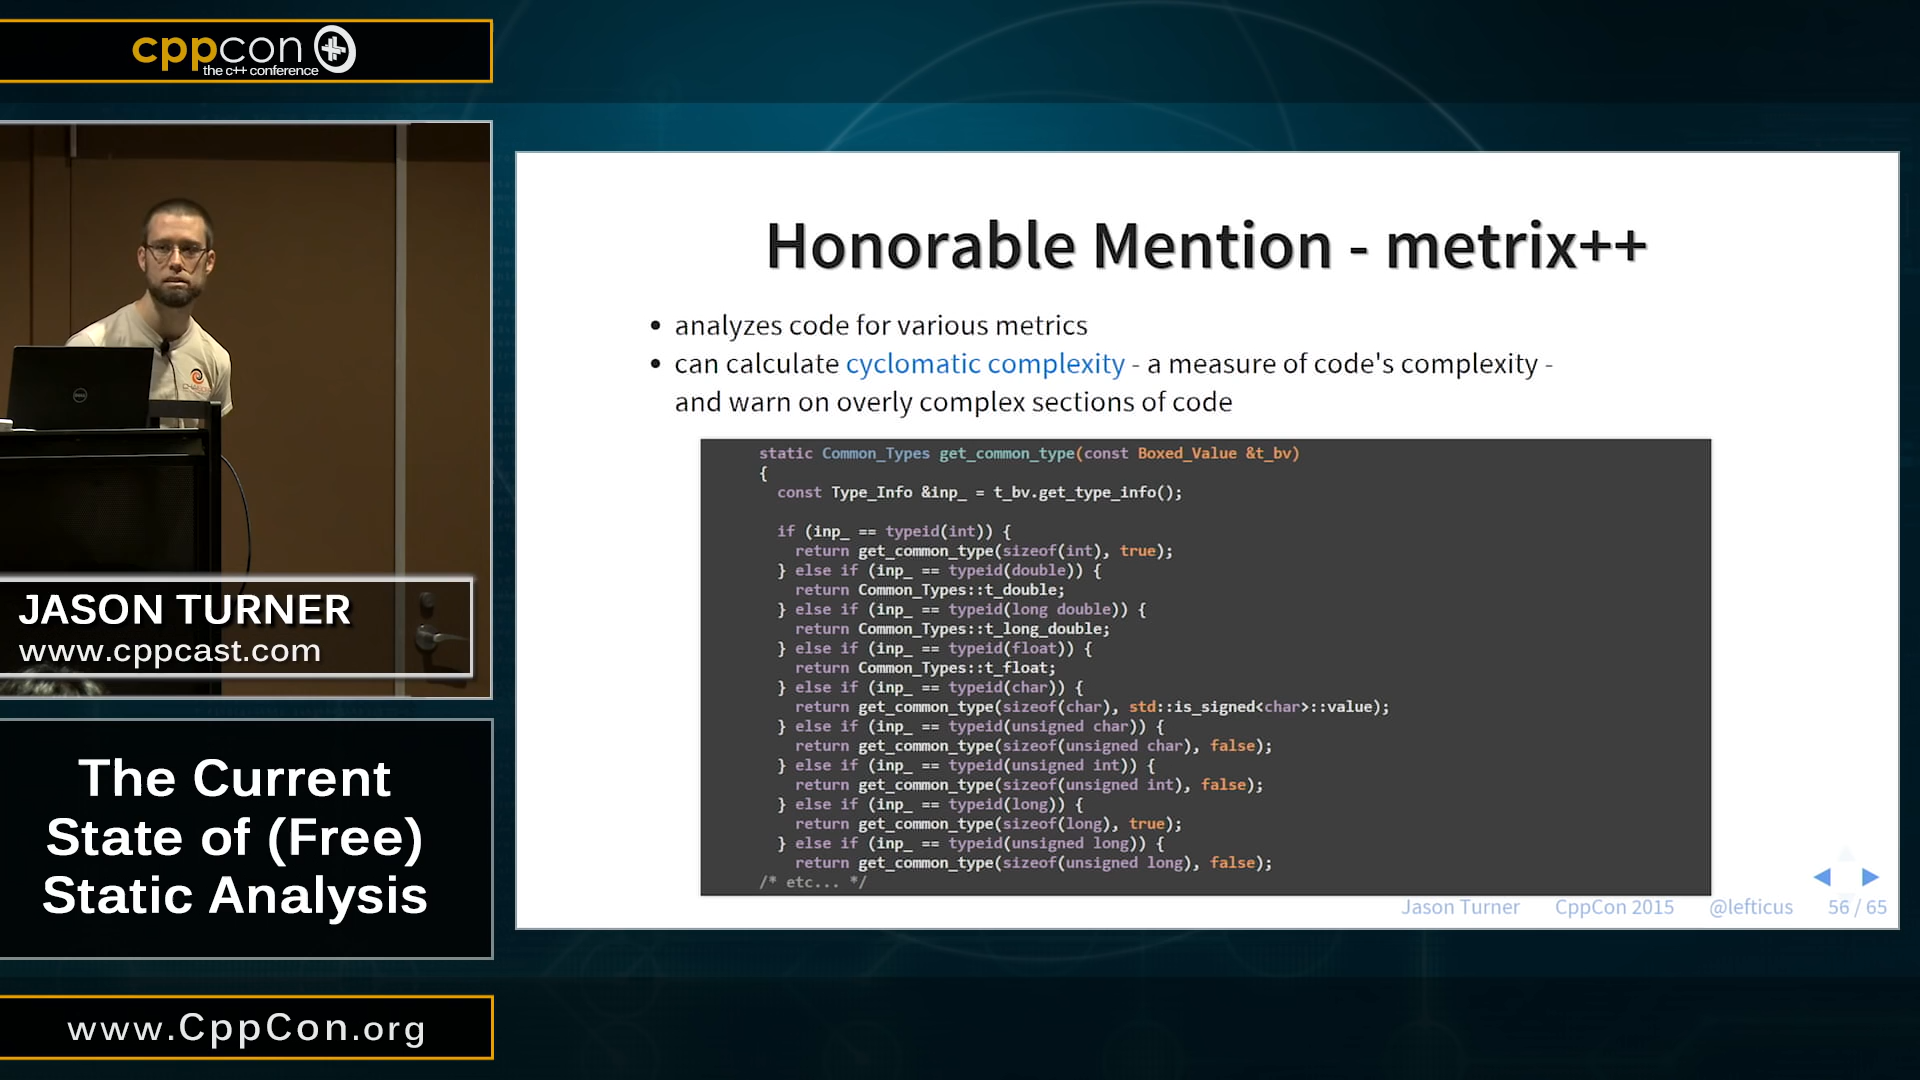 cppcon
the c++ conference
JASON TURNER
www.cppcast.com
The Current
State of (Free)
Static Analysis
www.CppCon.org
Honorable Mention - metrix++
• analyzes code for various metrics
• can calculate cyclomatic complexity - a measure of code's complexity -
and warn on overly complex sections of code
static Common_Types get_common_type(const Boxed_Value &t_bv)
{
const Type_Info &inp_ = t_bv.get_type_info();
if (inp_ == typeid(int)) {
return get_common_type(sizeof(int), true);
} else if (inp_ == typeid(double)) {
return Common_Types::t_double;
} else if (inp_ == typeid(long double)) {
return Common_Types::t_long_double;
} else if (inp_ == typeid(float)) {
return Common_Types::t_float;
} else if (inp_ == typeid(char)) {
return get_common_type(sizeof(char), std::is_signed<char>::value);
} else if (inp_ == typeid(unsigned char)) {
return get_common_type(sizeof(unsigned char), false);
} else if (inp_ == typeid(unsigned int)) {
return get_common_type(sizeof(unsigned int), false);
} else if (inp_ == typeid(long)) {
return get_common_type(sizeof(long), true);
} else if (inp_ == typeid(unsigned long)) {
return get_common_type(sizeof(unsigned long), false);
/* etc... */
Jason Turner CppCon 2015 @lefticus 56 / 65